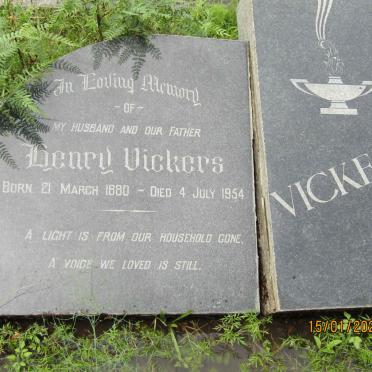 In Loving Memory
- OF -
MY HUSBAND AND OUR FATHER
Henry Vickers
BORN 21 MARCH 1880 - DIED 4 JULY 1954
A LIGHT IS FROM OUR HOUSEHOLD GONE,
A VOICE WE LOVED IS STILL.
VICKE
15/01/20